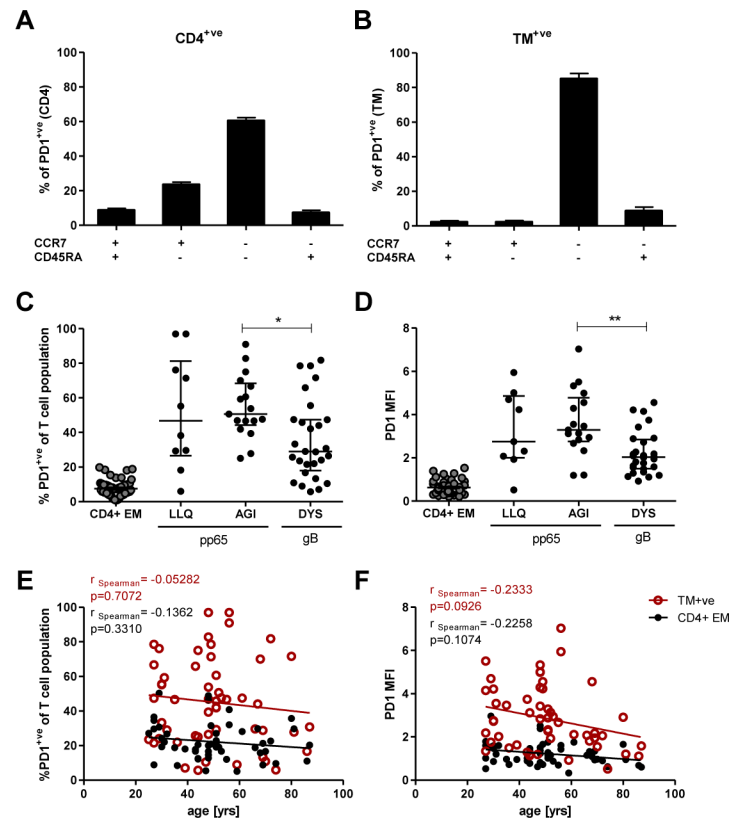 A
CD4+ve
% of PD1+ve (CD4)
100
80
60
40
20
0
CCR7 + + - -
CD45RA + - - +
B
TM+ve
% of PD1+ve (TM)
100
80
60
40
20
0
CCR7 + + - -
CD45RA + - - +
C
% PD1+ve of T cell population
100
80
60
40
20
0
*
CD4+ EM LLQ AGI DYS
pp65 gB
D
PD1 MFI
8
6
4
2
0
**
CD4+ EM LLQ AGI DYS
pp65 gB
E
r Spearman= -0.05282
p=0.7072
r Spearman= -0.1362
p=0.3310
%PD1+ve of T cell population
100
80
60
40
20
0
0 20 40 60 80 100
age [yrs]
F
r Spearman= -0.2333
p=0.0926
r Spearman= -0.2258
p=0.1074
TM+ve
CD4+ EM
PD1 MFI
8
6
4
2
0
0 20 40 60 80 100
age [yrs]